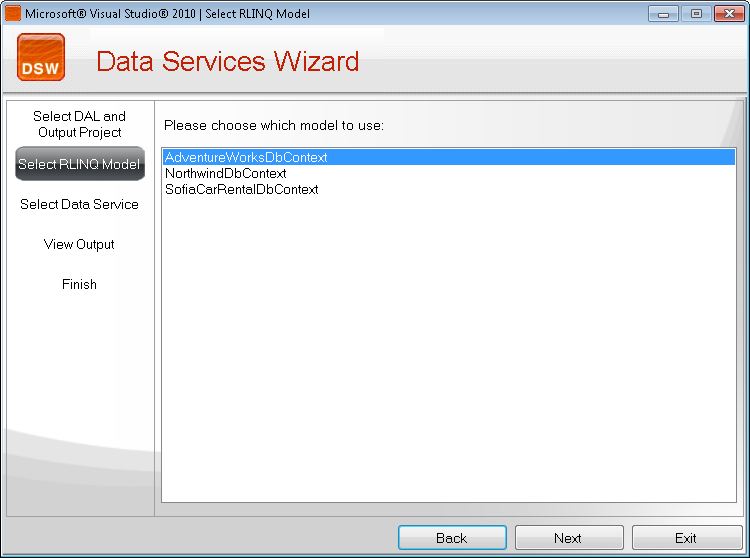 Microsoft® Visual Studio® 2010 | Select RLINQ Model
DSW
Data Services Wizard
Select DAL and
Output Project
Select RLINQ Model
Select Data Service
View Output
Finish
Please choose which model to use:
AdventureWorksDbContext
NorthwindDbContext
SofiaCarRentalDbContext
Back
Next
Exit